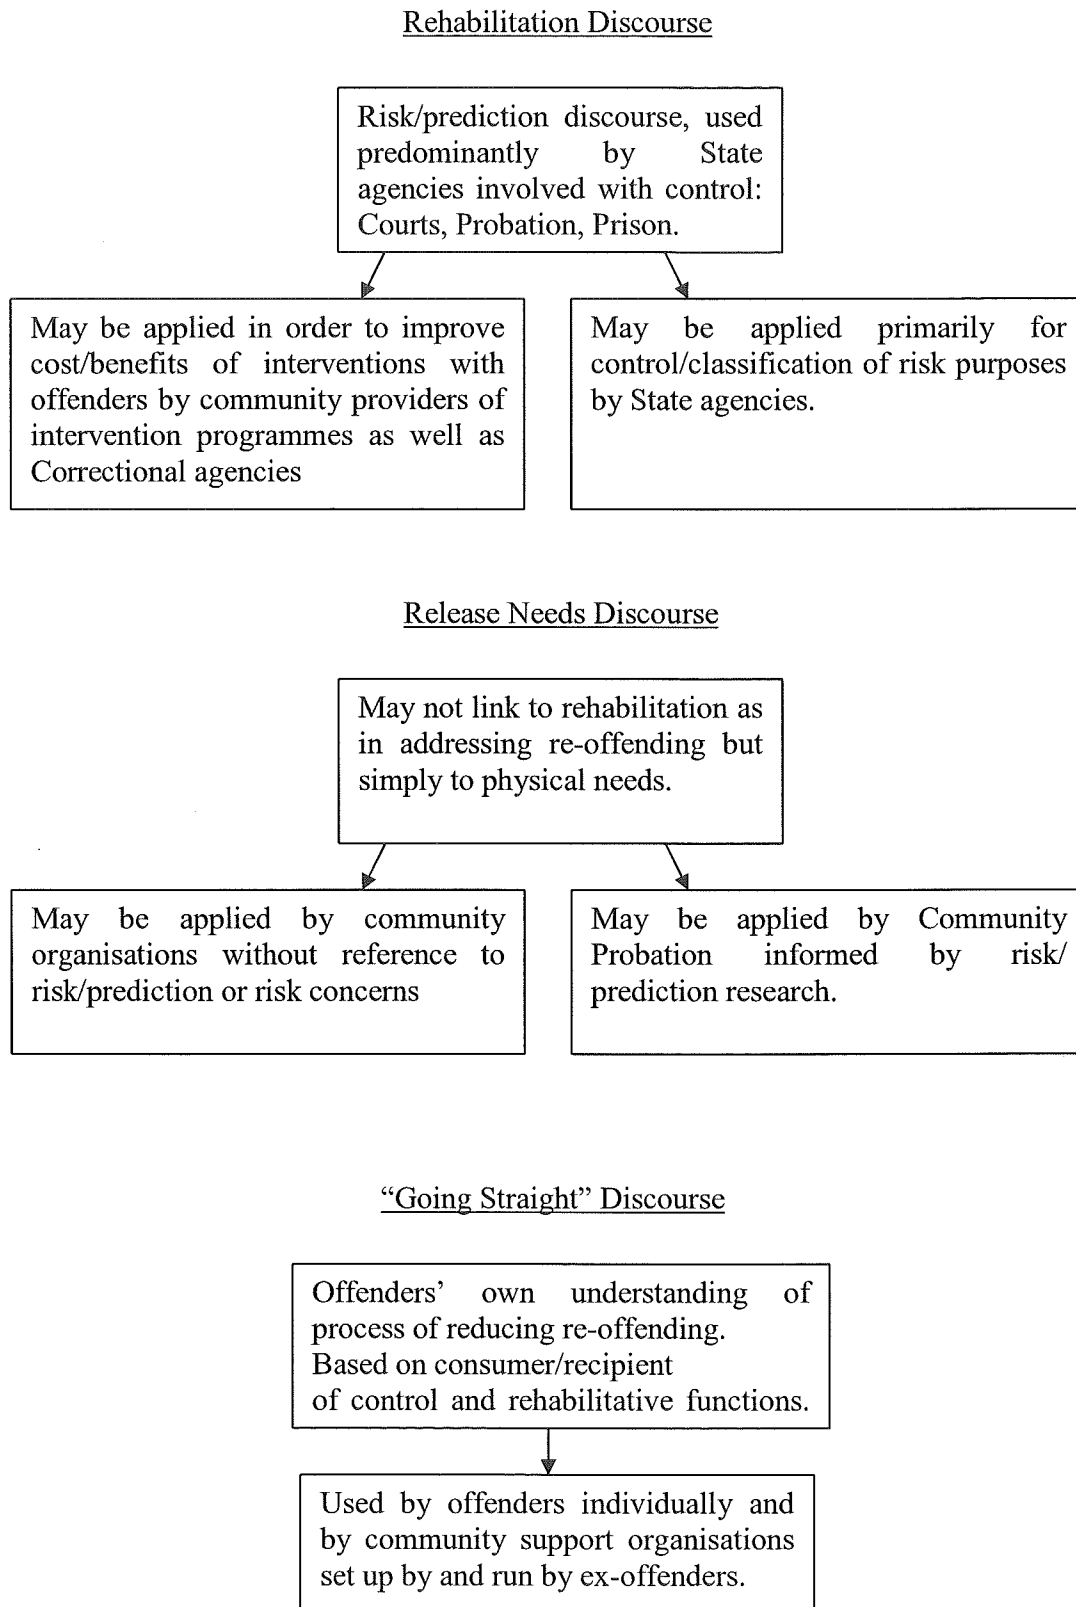 Rehabilitation Discourse
Risk/prediction discourse, used
predominantly by State
agencies involved with control:
Courts, Probation, Prison.
May be applied in order to improve
cost/benefits of interventions with
offenders by community providers of
intervention programmes as well as
Correctional agencies
May be applied primarily for
control/classification of risk purposes
by State agencies.
Release Needs Discourse
May not link to rehabilitation as
in addressing re-offending but
simply to physical needs.
May be applied by community
organisations without reference to
risk/prediction or risk concerns
May be applied by Community
Probation informed by risk/
prediction research.
“Going Straight” Discourse
Offenders’ own understanding of
process of reducing re-offending.
Based on consumer/recipient
of control and rehabilitative functions.
Used by offenders individually and
by community support organisations
set up by and run by ex-offenders.